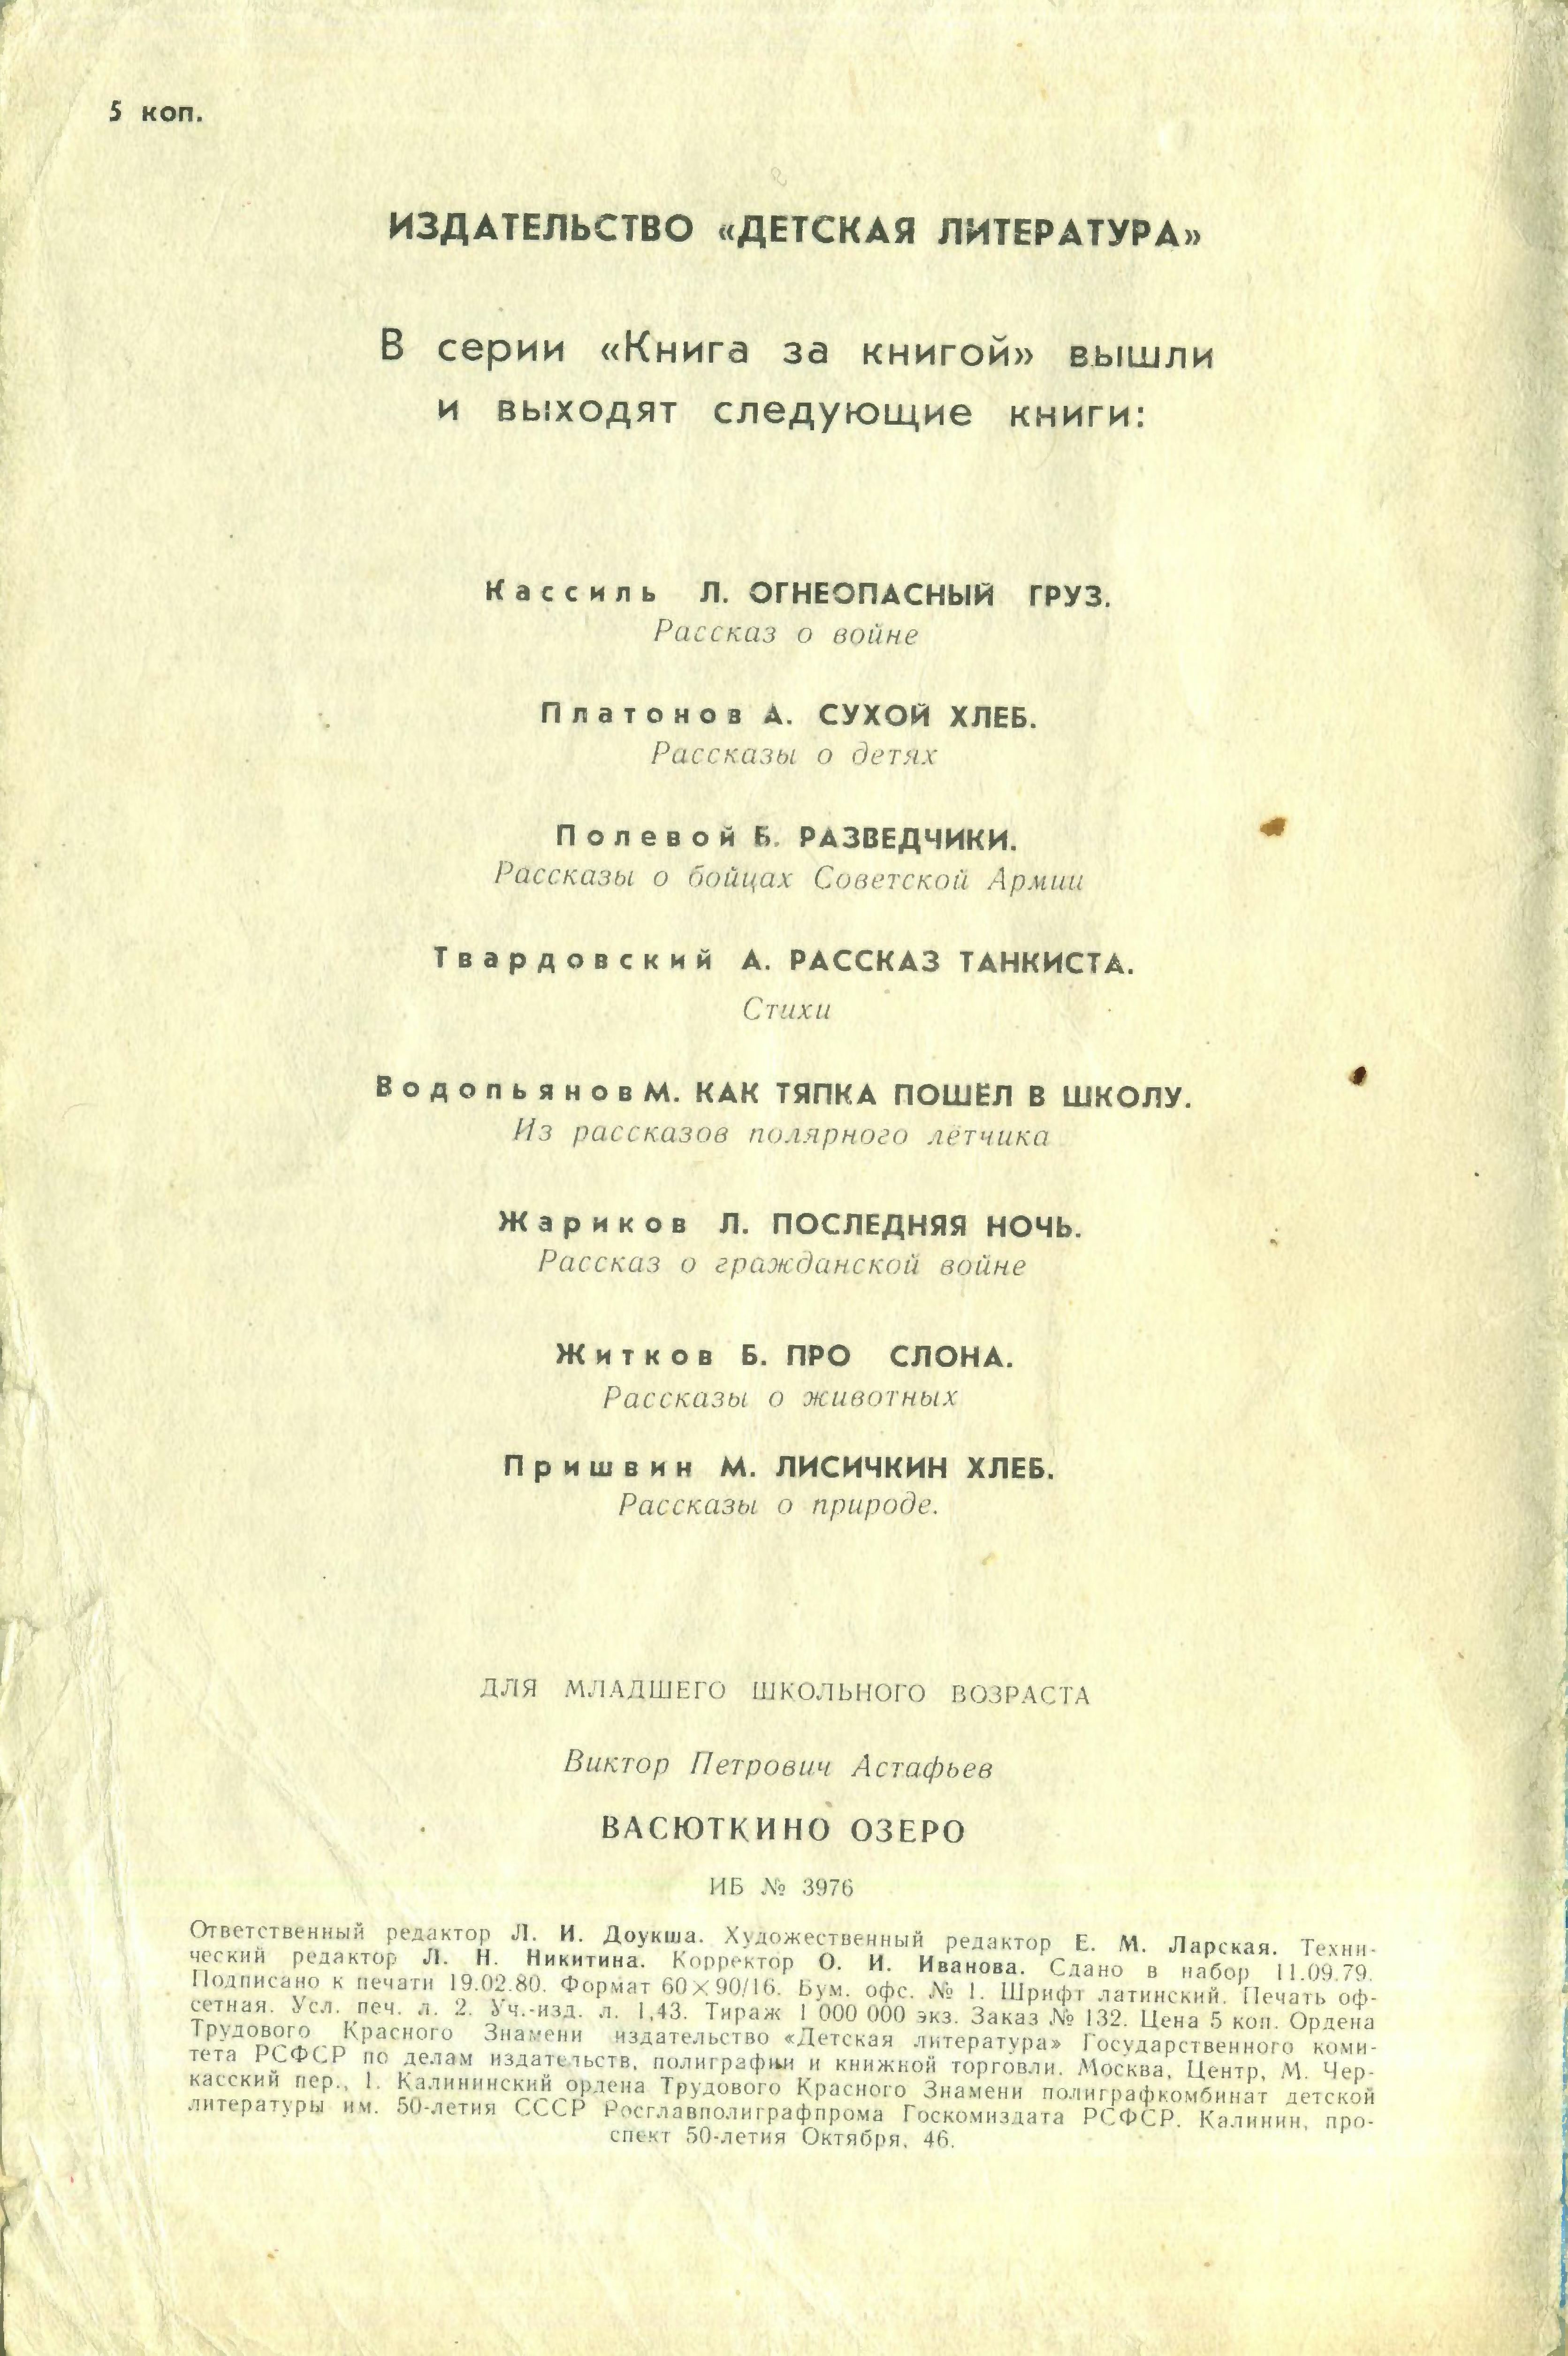 5 коп.
ИЗДАТЕЛЬСТВО «ДЕТСКАЯ ЛИТЕРАТУРА»
В серии «Книга за книгой» вышли
и выходят следующие книги:
Кассиль Л. ОГНЕОПАСНЫЙ ГРУЗ.
Рассказ о войне
Платонов А. СУХОЙ ХЛЕБ.
Рассказы о детях
Полевой Б. РАЗВЕДЧИКИ.
Рассказы о бойцах Советской Армии
Твардовский А. РАССКАЗ ТАНКИСТА.
Стихи
Водопьянов М. КАК ТЯПКА ПОШЁЛ В ШКОЛУ.
Из рассказов полярного лётчика
Жариков Л. ПОСЛЕДНЯЯ НОЧЬ.
Рассказ о гражданской войне
Житков Б. ПРО СЛОНА.
Рассказы о животных
Пришвин М. ЛИСИЧКИН ХЛЕБ.
Рассказы о природе.
ДЛЯ МЛАДШЕГО ШКОЛЬНОГО ВОЗРАСТА
Виктор Петрович Астафьев
ВАСЮТКИНО ОЗЕРО
ИБ № 3976
Ответственный редактор Л. И. Доукша. Художественный редактор Е. М. Ларская. Техни-
ческий редактор Л. Н. Никитина. Корректор О. И. Иванова. Сдано в набор 11.09.79.
Подписано к печати 19.02.80. Формат 60×90/16. Бум. офс. № 1. Шрифт латинский. Печать оф-
сетная. Усл. печ. л. 2. Уч.-изд. л. 1,43. Тираж 1 000 000 экз. Заказ № 132. Цена 5 коп. Ордена
Трудового Красного Знамени издательство «Детская литература» Государственного коми-
тета РСФСР по делам издательств, полиграфии и книжной торговли. Москва, Центр, М. Чер-
касский пер., 1. Калининский ордена Трудового Красного Знамени полиграфкомбинат детской
литературы им. 50-летия СССР Росглавполиграфпрома Госкомиздата РСФСР. Калинин, про-
спект 50-летия Октября, 46.